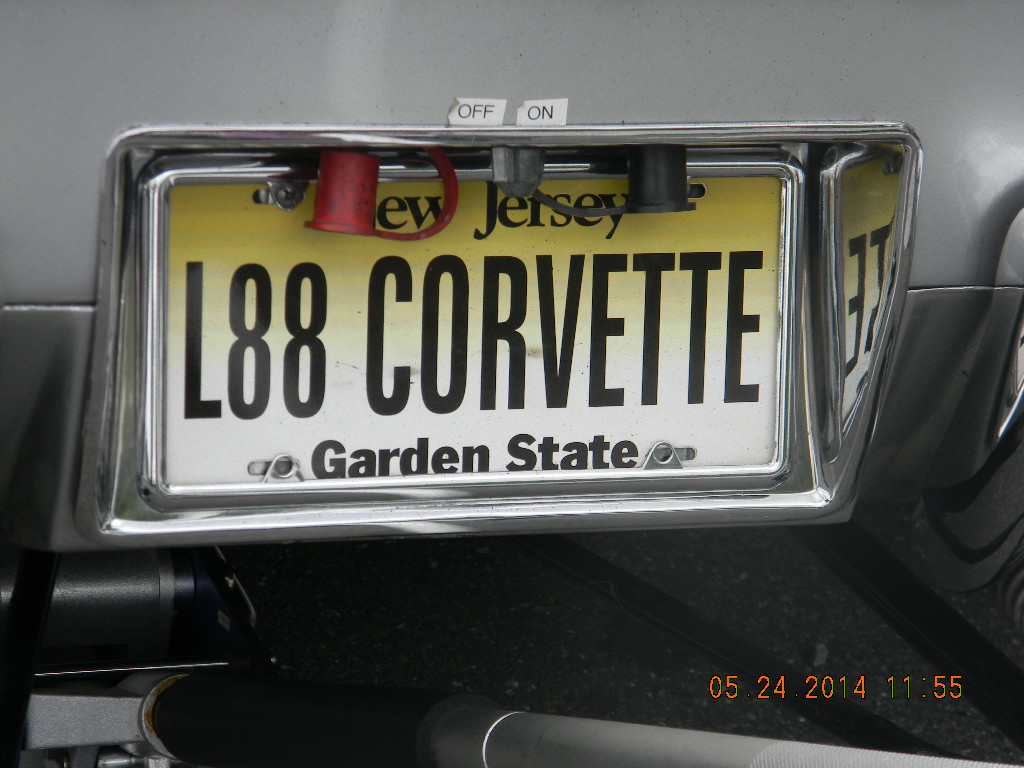 OFF ON
New Jersey
L88 CORVETTE
Garden State
05.24.2014 11:55